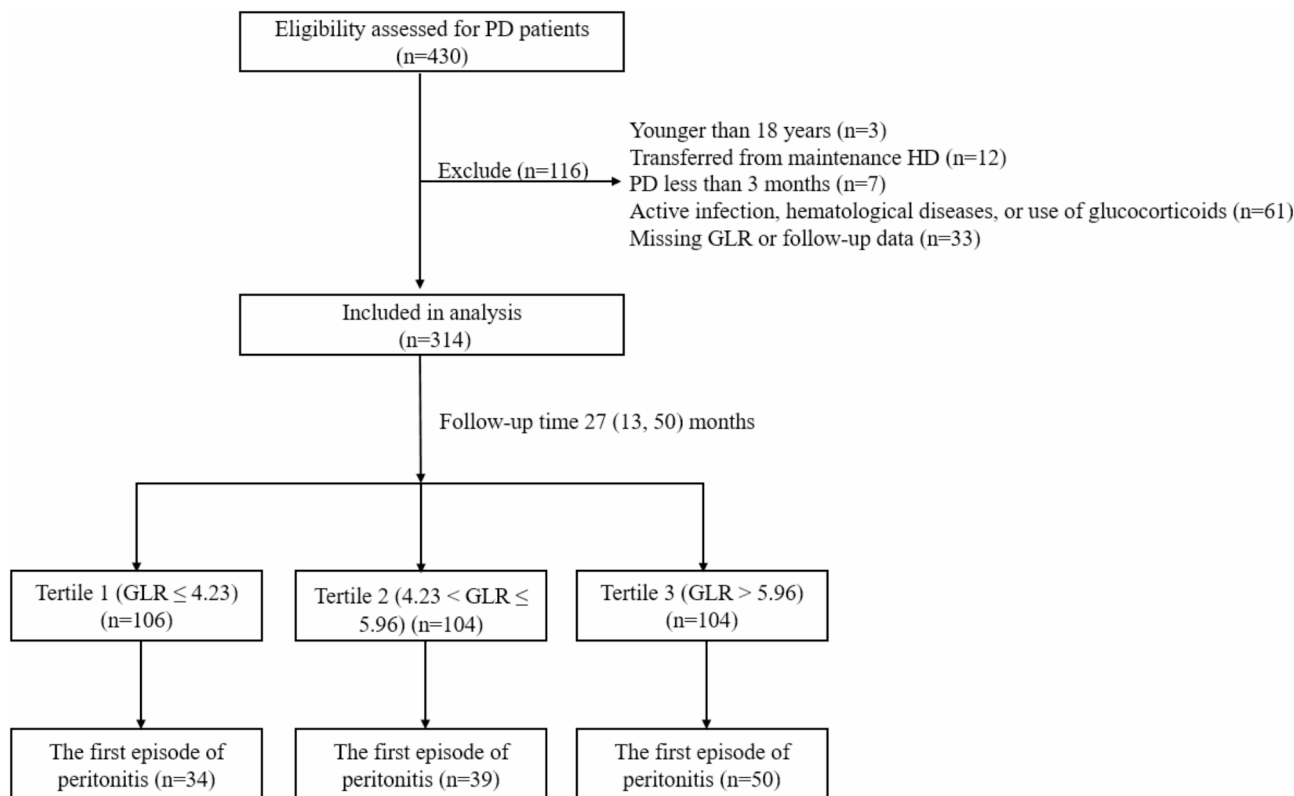 Eligibility assessed for PD patients
(n=430)
Exclude (n=116)
Younger than 18 years (n=3)
Transferred from maintenance HD (n=12)
PD less than 3 months (n=7)
Active infection, hematological diseases, or use of glucocorticoids (n=61)
Missing GLR or follow-up data (n=33)
Included in analysis
(n=314)
Follow-up time 27 (13, 50) months
Tertile 1 (GLR ≤ 4.23)
(n=106)
Tertile 2 (4.23 < GLR ≤
5.96) (n=104)
Tertile 3 (GLR > 5.96)
(n=104)
The first episode of
peritonitis (n=34)
The first episode of
peritonitis (n=39)
The first episode of
peritonitis (n=50)